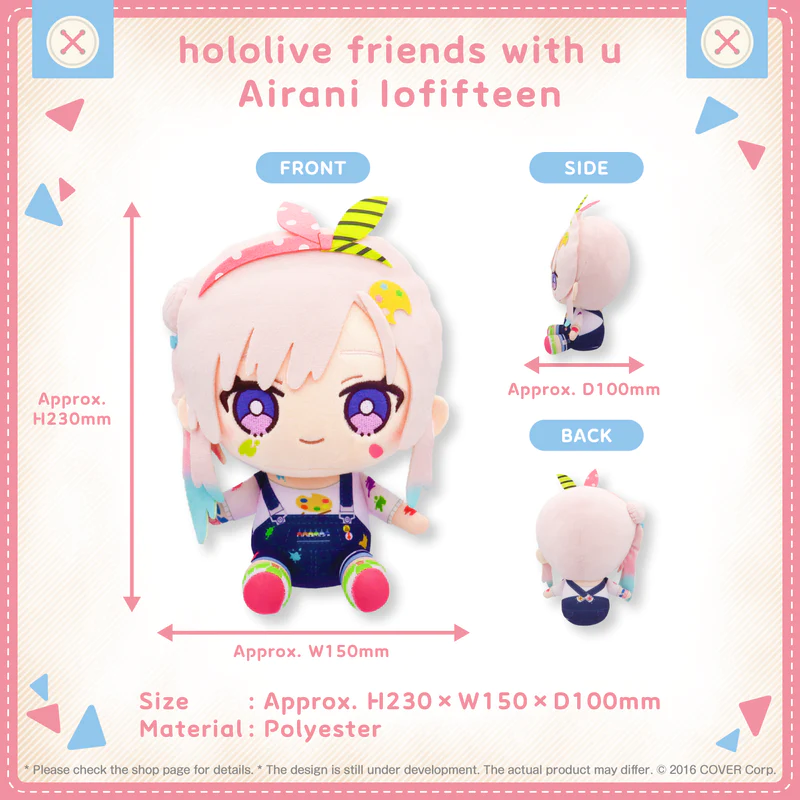 hololive friends with u
Airani Iofifteen
FRONT
SIDE
Approx.
H230mm
Approx. D100mm
BACK
Approx. W150mm
Size : Approx. H230×W150×D100mm
Material : Polyester
* Please check the shop page for details. * The design is still under development. The actual product may differ. © 2016 COVER Corp.